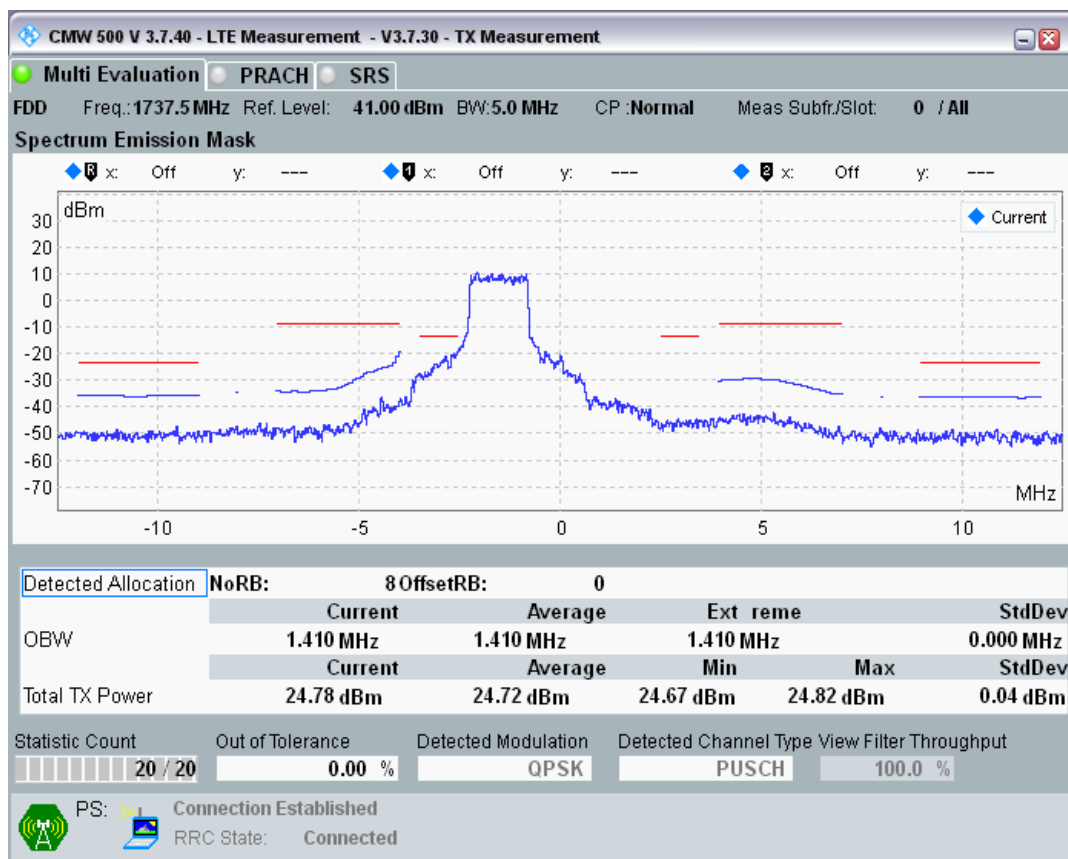 CMW 500 V 3.7.40 - LTE Measurement - V3.7.30 - TX Measurement
Multi Evaluation PRACH SRS
FDD Freq.: 1737.5 MHz Ref. Level: 41.00 dBm BW: 5.0 MHz CP : Normal Meas Subfr./Slot: 0 / All
Spectrum Emission Mask
R x: Off y: --- 1 x: Off y: --- 2 x: Off y: ---
dBm
Current
30
20
10
0
-10
-20
-30
-40
-50
-60
-70
MHz
-10 -5 0 5 10
Detected Allocation NoRB: 8 OffsetRB: 0
Current Average Ext reme StdDev
OBW 1.410 MHz 1.410 MHz 1.410 MHz 0.000 MHz
Current Average Min Max StdDev
Total TX Power 24.78 dBm 24.72 dBm 24.67 dBm 24.82 dBm 0.04 dBm
Statistic Count Out of Tolerance Detected Modulation Detected Channel Type View Filter Throughput
20 / 20 0.00 % QPSK PUSCH 100.0 %
PS: Connection Established
RRC State: Connected